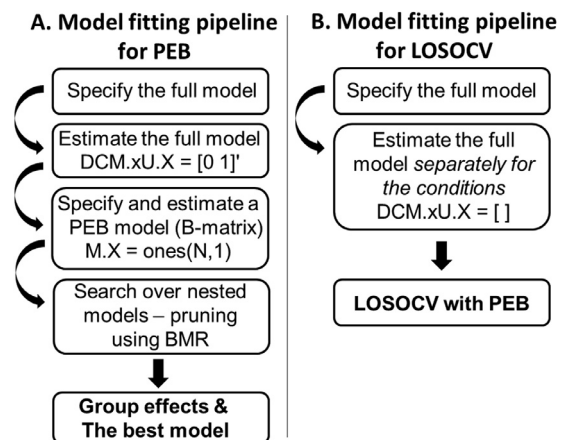 A. Model fitting pipeline
for PEB
Specify the full model
Estimate the full model
DCM.xU.X = [0 1]'
Specify and estimate a
PEB model (B-matrix)
M.X = ones(N,1)
Search over nested
models – pruning
using BMR
Group effects &
The best model
B. Model fitting pipeline
for LOSOCV
Specify the full model
Estimate the full
model separately for
the conditions
DCM.xU.X = [ ]
LOSOCV with PEB